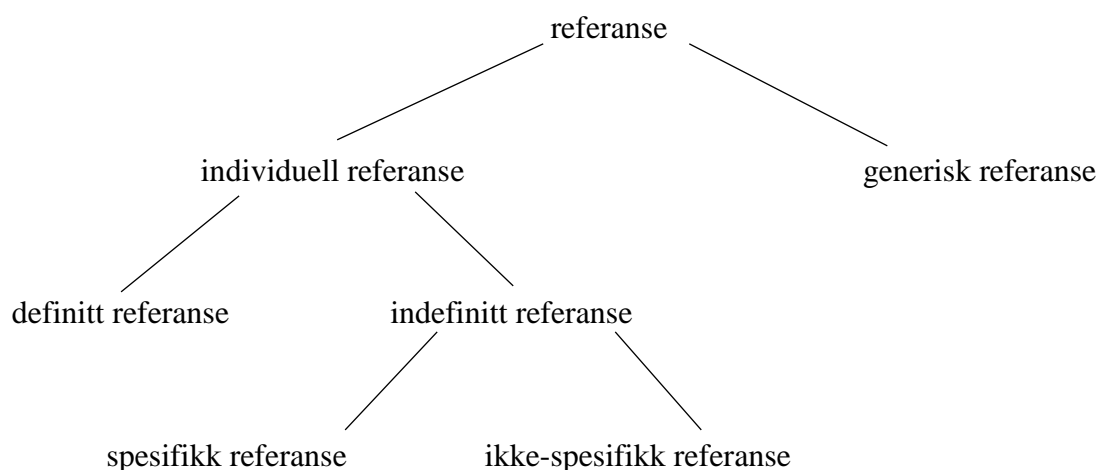 referanse
individuell referanse generisk referanse
definitt referanse indefinitt referanse
spesifikk referanse ikke-spesifikk referanse